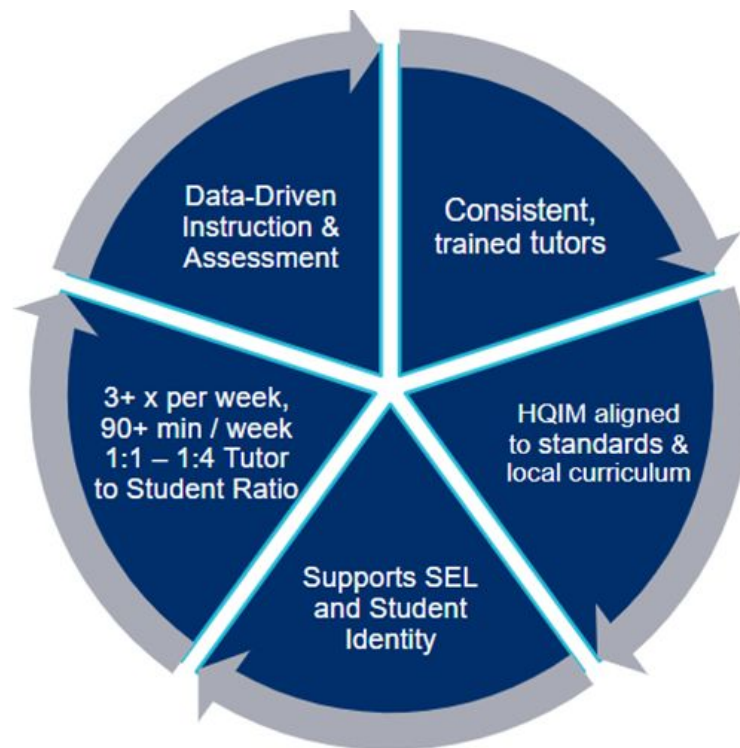 Data-Driven
Instruction &
Assessment
Consistent,
trained tutors
HQIM aligned
to standards &
local curriculum
Supports SEL
and Student
Identity
3+ x per week,
90+ min / week
1:1 – 1:4 Tutor
to Student Ratio